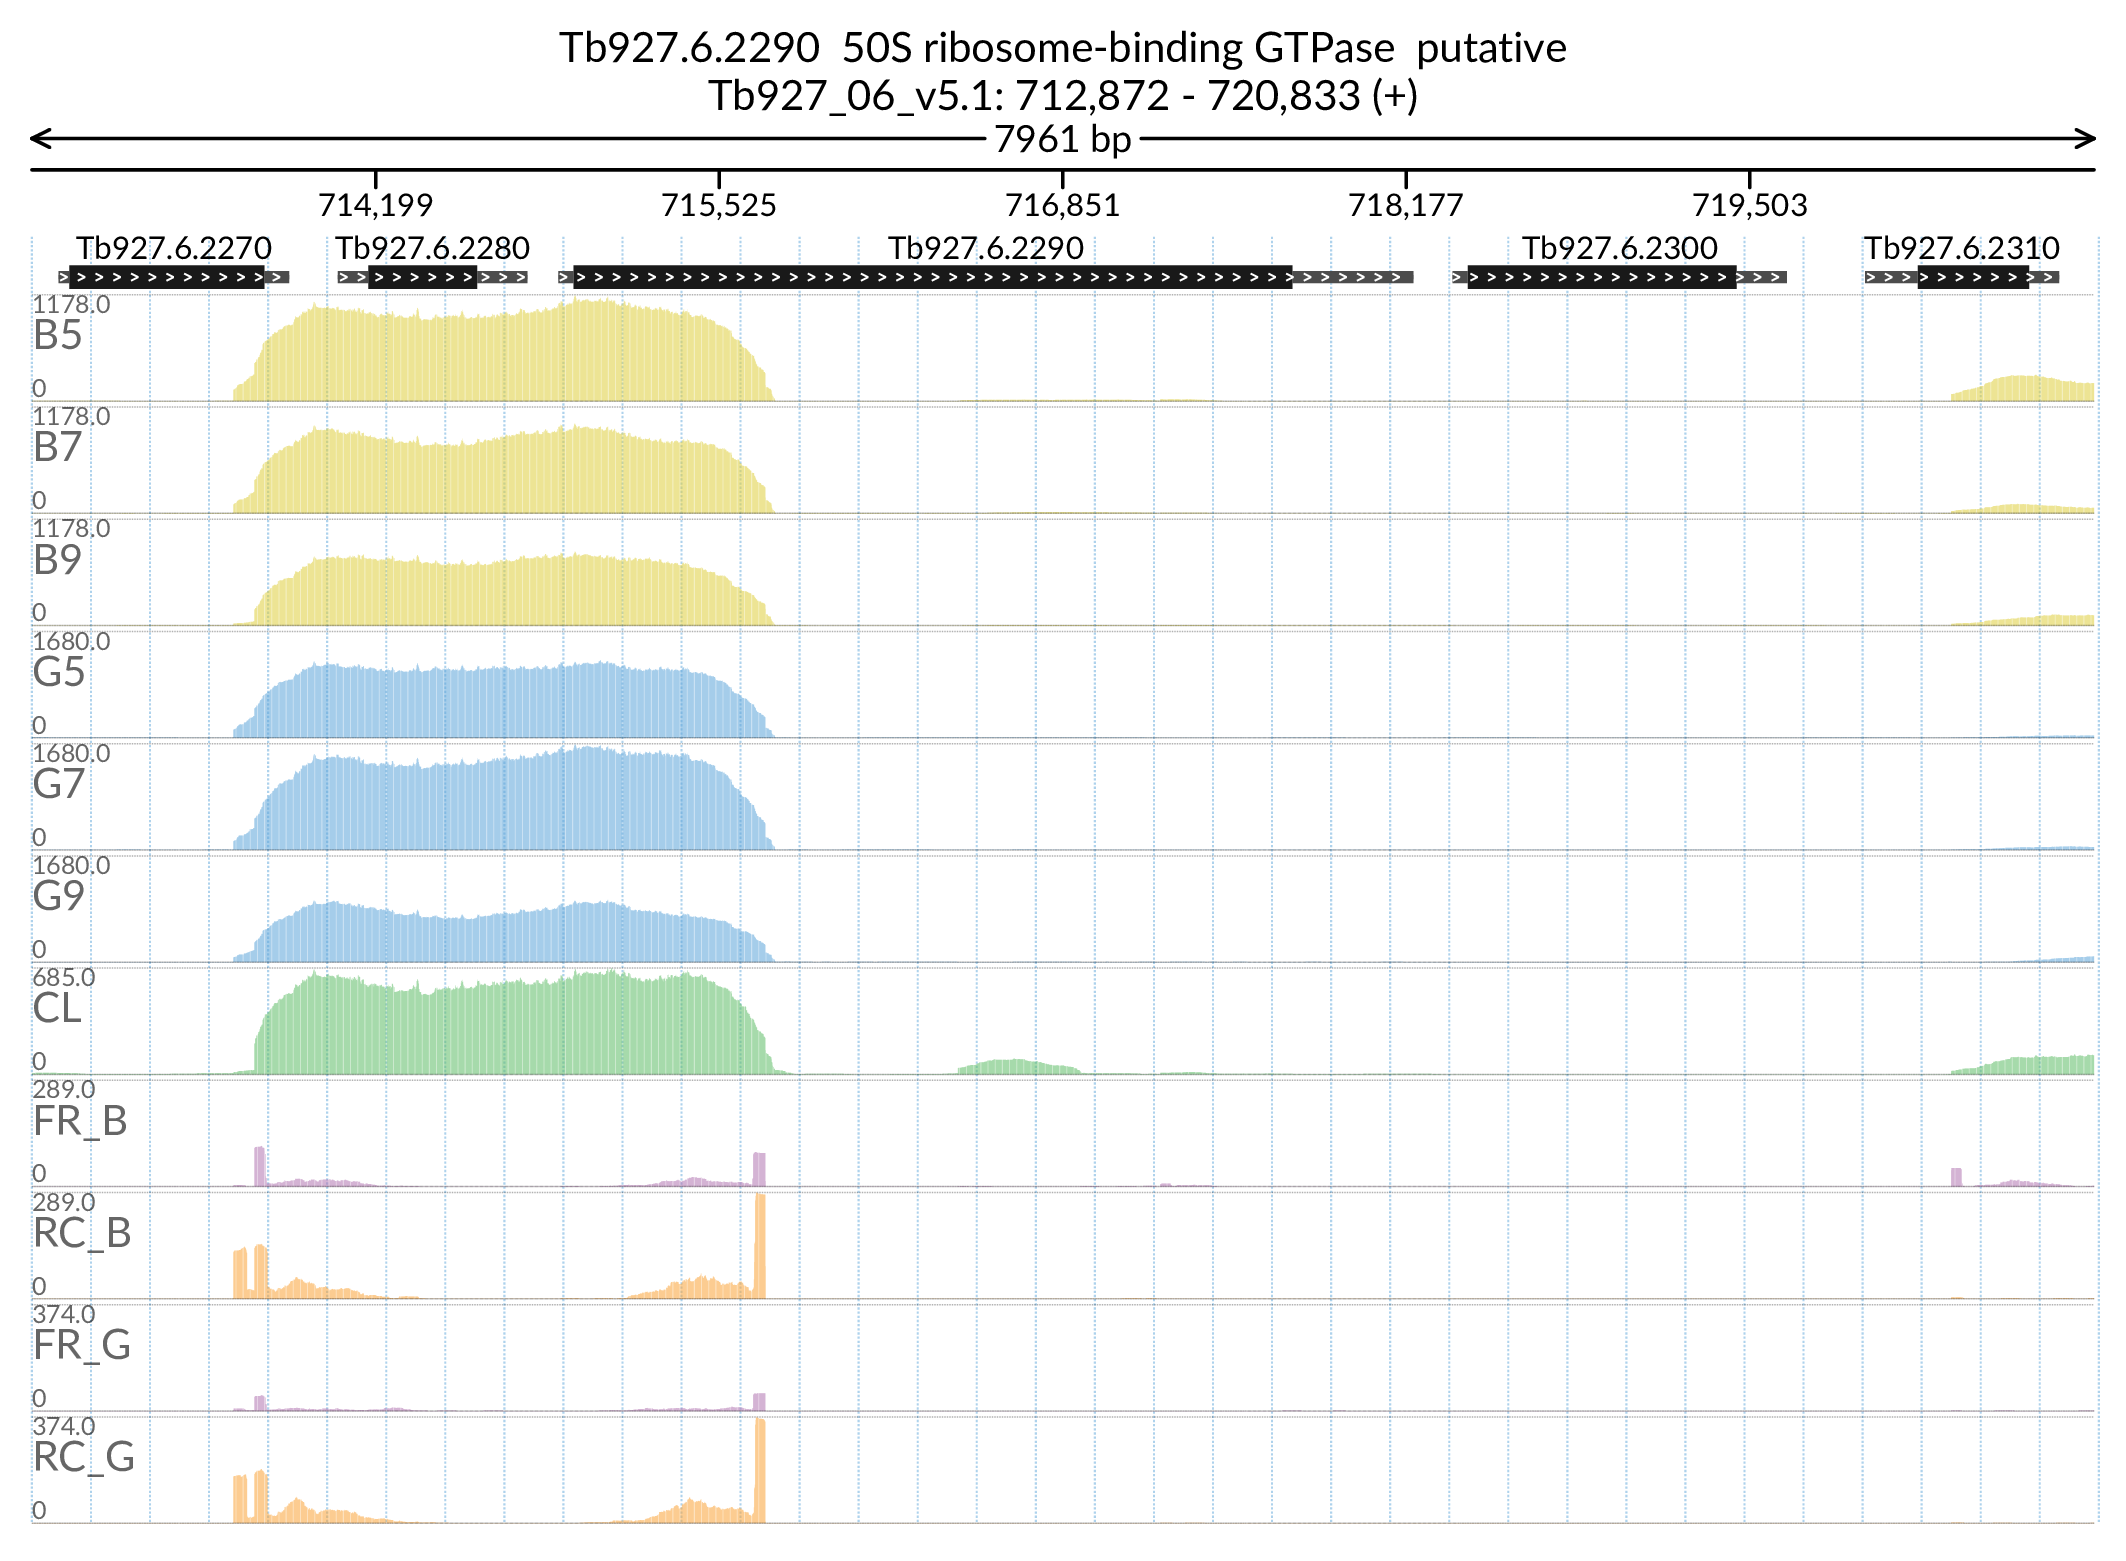 Tb927.6.2290  50S ribosome-binding GTPase  putative
Tb927_06_v5.1: 712,872 - 720,833 (+)
7961 bp
714,199 715,525 716,851 718,177 719,503
Tb927.6.2270 Tb927.6.2280 Tb927.6.2290 Tb927.6.2300 Tb927.6.2310
1178.0
B5
0
1178.0
B7
0
1178.0
B9
0
1680.0
G5
0
1680.0
G7
0
1680.0
G9
0
685.0
CL
0
289.0
FR_B
0
289.0
RC_B
0
374.0
FR_G
0
374.0
RC_G
0